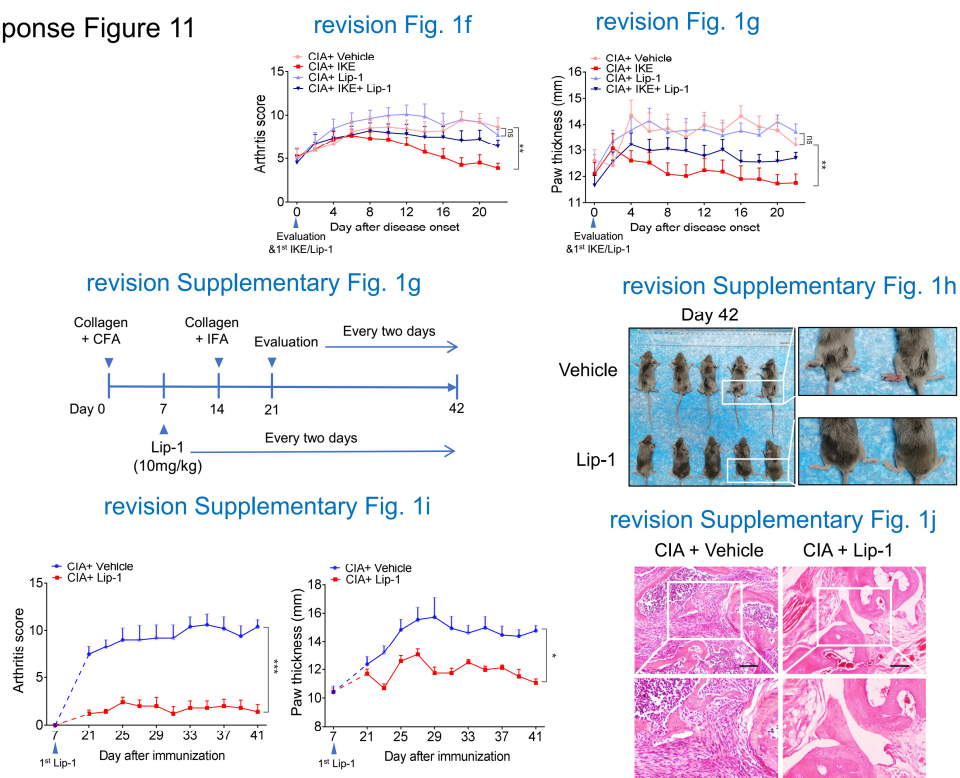 ponse Figure 11
revision Fig. 1f
revision Fig. 1g
CIA+ Vehicle
CIA+ IKE
CIA+ Lip-1
CIA+ IKE+ Lip-1
Arthritis score
15
10
5
0
ns
**
0 4 8 12 16 20
Day after disease onset
Evaluation
&1st IKE/Lip-1
CIA+ Vehicle
CIA+ IKE
CIA+ Lip-1
CIA+ IKE+ Lip-1
Paw thickness (mm)
16
15
14
13
12
11
ns
**
0 4 8 12 16 20
Day after disease onset
Evaluation
&1st IKE/Lip-1
revision Supplementary Fig. 1g
Collagen
+ CFA
Collagen
+ IFA
Evaluation
Every two days
Day 0 7 14 21 42
Lip-1
(10mg/kg)
Every two days
revision Supplementary Fig. 1h
Day 42
Vehicle
Lip-1
revision Supplementary Fig. 1i
CIA+ Vehicle
CIA+ Lip-1
Arthritis score
15
10
5
0
***
7 21 25 29 33 37 41
Day after immunization
1st Lip-1
CIA+ Vehicle
CIA+ Lip-1
Paw thickness (mm)
18
16
14
12
10
8
*
7 21 25 29 33 37 41
Day after immunization
1st Lip-1
revision Supplementary Fig. 1j
CIA + Vehicle
CIA + Lip-1